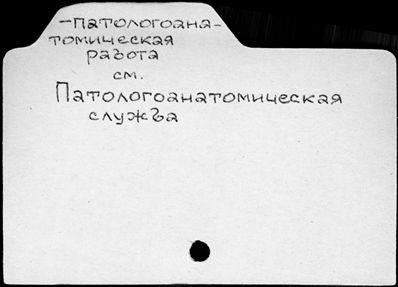 -Патологоана-
томическая
работа
см.
Патологоанатомическая
служба